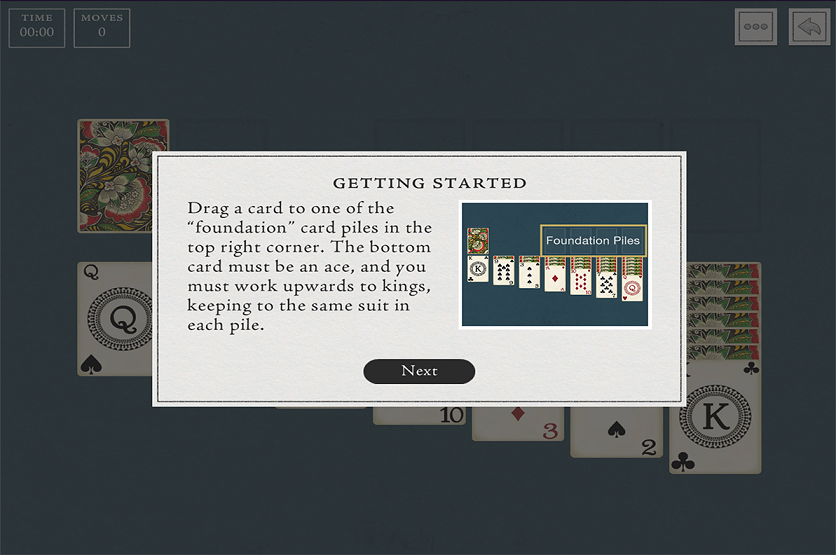 TIME
00:00
MOVES
0
GETTING STARTED
Drag a card to one of the
“foundation” card piles in the
top right corner. The bottom
card must be an ace, and you
must work upwards to kings,
keeping to the same suit in
each pile.
Foundation Piles
Next
Q
Q
10
3
2
K